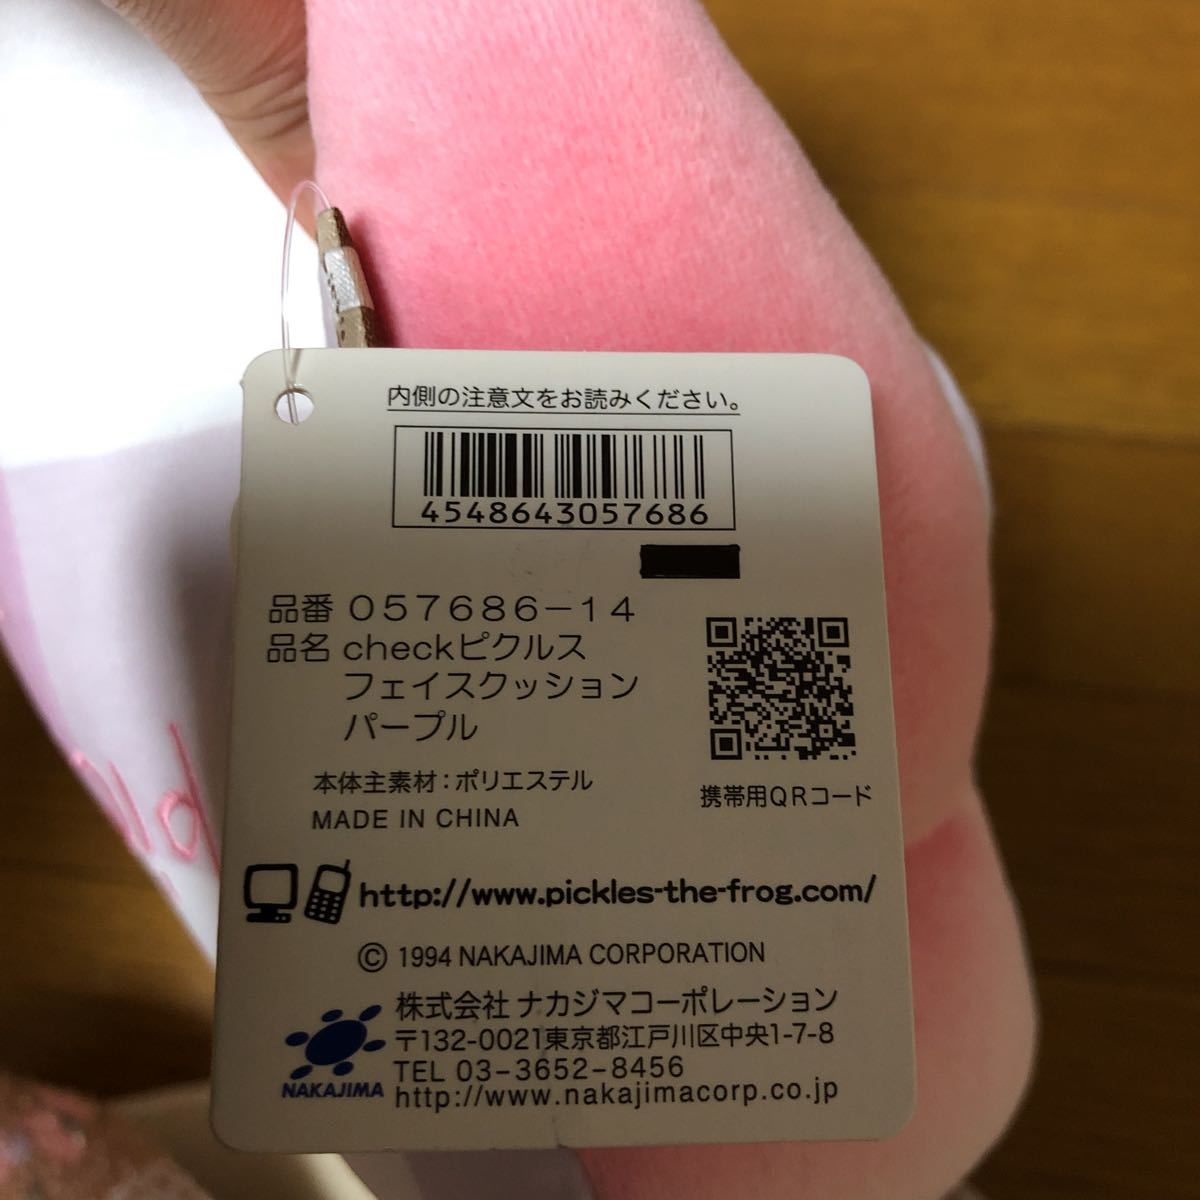 内側の注意文をお読みください。
4548643057686
品番 057686-14
品名 checkピクルス
フェイスクッション
パープル
本体主素材：ポリエステル
MADE IN CHINA
携帯用QRコード
http://www.pickles-the-frog.com/
© 1994 NAKAJIMA CORPORATION
株式会社 ナカジマコーポレーション
〒132-0021東京都江戸川区中央1-7-8
TEL 03-3652-8456
http://www.nakajimacorp.co.jp
NAKAJIMA